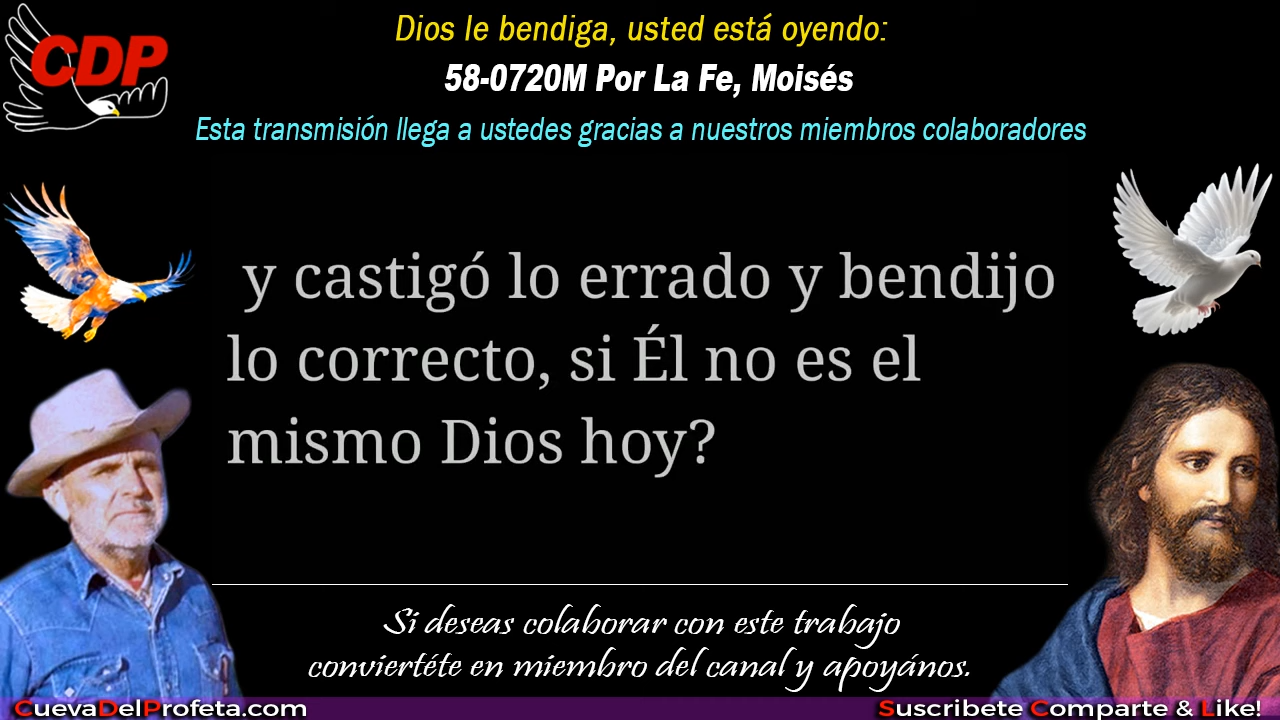 CDP
Dios le bendiga, usted está oyendo:
58-0720M Por La Fe, Moisés
Esta transmisión llega a ustedes gracias a nuestros miembros colaboradores
y castigó lo errado y bendijo
lo correcto, si Él no es el
mismo Dios hoy?
Si deseas colaborar con este trabajo
conviertéte en miembro del canal y apoyános.
CuevaDelProfeta.com
Suscribete Comparte & Like!